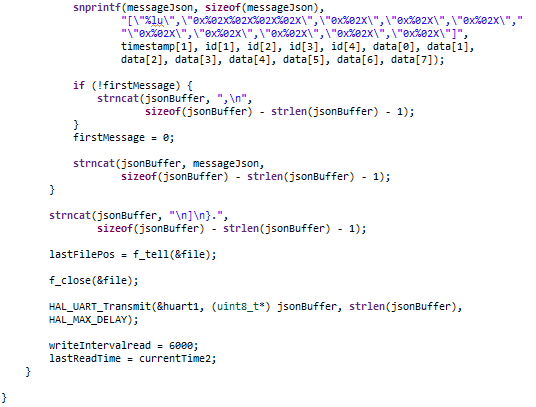 snprintf(messageJson, sizeof(messageJson),
"[\"%lu\",\"0x%02X%02X%02X%02X\",\"0x%02X\",\"0x%02X\",\"0x%02X\","
"\"0x%02X\",\"0x%02X\",\"0x%02X\",\"0x%02X\",\"0x%02X\"]",
timestamp[1], id[1], id[2], id[3], id[4], data[0], data[1],
data[2], data[3], data[4], data[5], data[6], data[7]);
if (!firstMessage) {
strncat(jsonBuffer, ",\n",
sizeof(jsonBuffer) - strlen(jsonBuffer) - 1);
}
firstMessage = 0;
strncat(jsonBuffer, messageJson,
sizeof(jsonBuffer) - strlen(jsonBuffer) - 1);
}
strncat(jsonBuffer, "\n]\n}.",
sizeof(jsonBuffer) - strlen(jsonBuffer) - 1);
lastFilePos = f_tell(&file);
f_close(&file);
HAL_UART_Transmit(&huart1, (uint8_t*) jsonBuffer, strlen(jsonBuffer),
HAL_MAX_DELAY);
writeIntervalread = 6000;
lastReadTime = currentTime2;
}
}